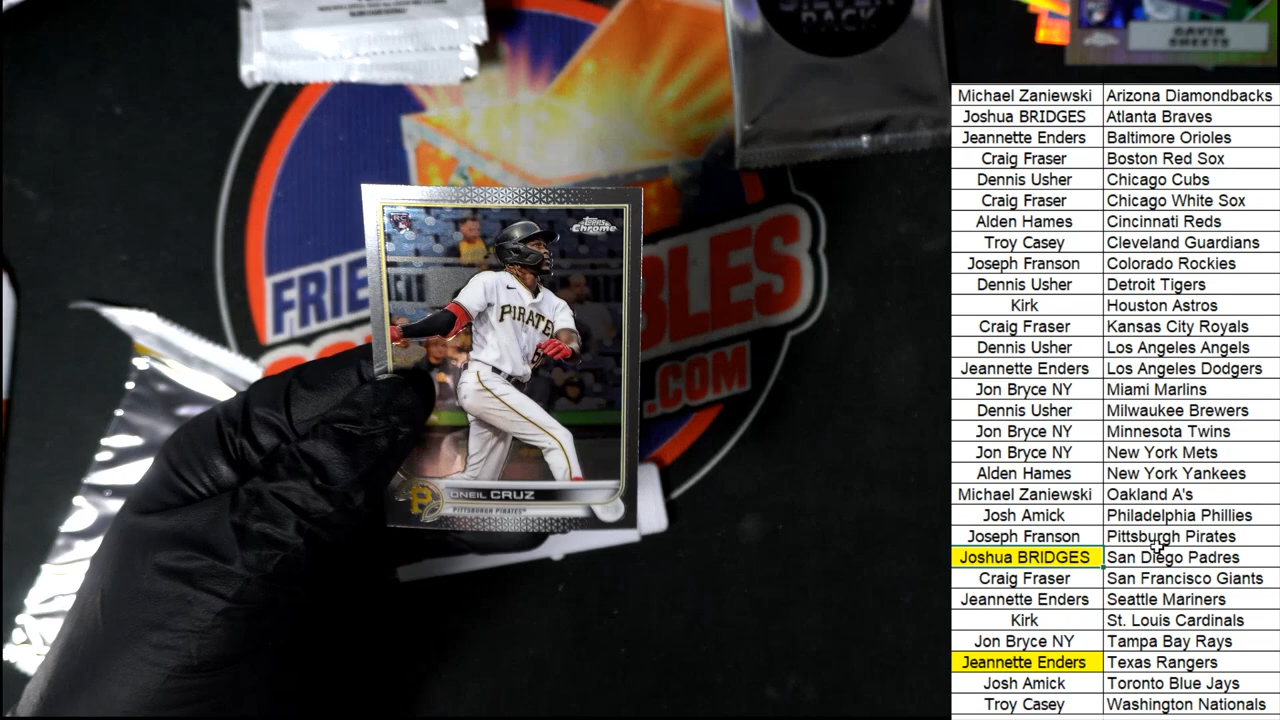 PACK
GAVIN
SHEETS
FRIE
BLES
.COM
RC
Topps
Chrome
PIRATE
P
ONEIL CRUZ
PITTSBURGH PIRATES
Michael Zaniewski Arizona Diamondbacks
Joshua BRIDGES Atlanta Braves
Jeannette Enders Baltimore Orioles
Craig Fraser Boston Red Sox
Dennis Usher Chicago Cubs
Craig Fraser Chicago White Sox
Alden Hames Cincinnati Reds
Troy Casey Cleveland Guardians
Joseph Franson Colorado Rockies
Dennis Usher Detroit Tigers
Kirk Houston Astros
Craig Fraser Kansas City Royals
Dennis Usher Los Angeles Angels
Jeannette Enders Los Angeles Dodgers
Jon Bryce NY Miami Marlins
Dennis Usher Milwaukee Brewers
Jon Bryce NY Minnesota Twins
Jon Bryce NY New York Mets
Alden Hames New York Yankees
Michael Zaniewski Oakland A's
Josh Amick Philadelphia Phillies
Joseph Franson Pittsburgh Pirates
Joshua BRIDGES San Diego Padres
Craig Fraser San Francisco Giants
Jeannette Enders Seattle Mariners
Kirk St. Louis Cardinals
Jon Bryce NY Tampa Bay Rays
Jeannette Enders Texas Rangers
Josh Amick Toronto Blue Jays
Troy Casey Washington Nationals